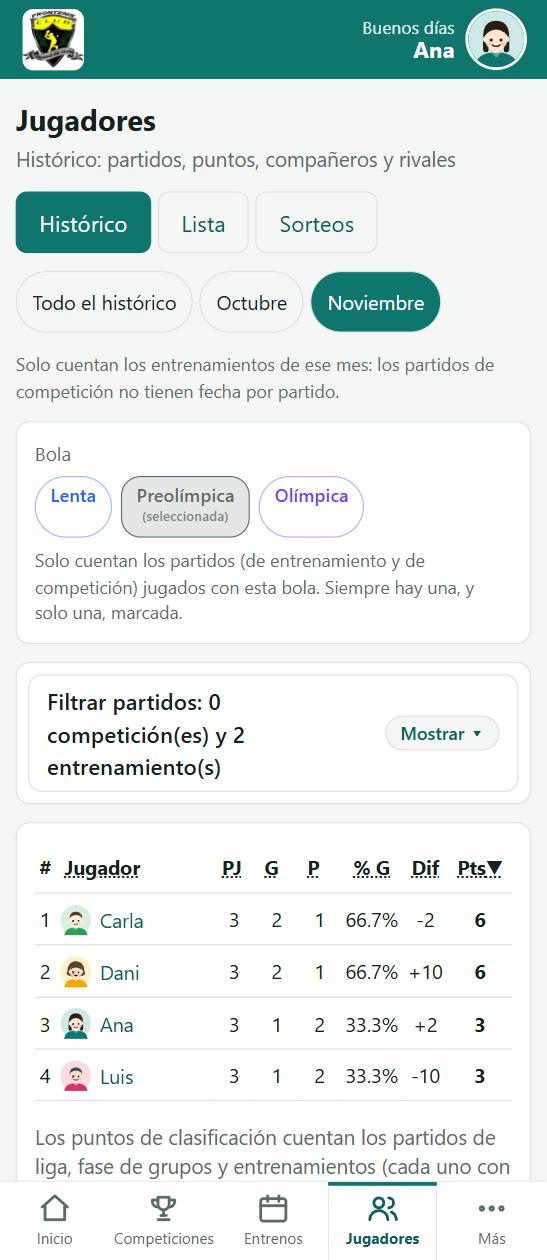 FRONTENIS
CLUB
Buenos días
Ana
Jugadores
Histórico: partidos, puntos, compañeros y rivales
Histórico Lista Sorteos
Todo el histórico Octubre Noviembre
Solo cuentan los entrenamientos de ese mes: los partidos de
competición no tienen fecha por partido.
Bola
Lenta Preolímpica Olímpica
(seleccionada)
Solo cuentan los partidos (de entrenamiento y de
competición) jugados con esta bola. Siempre hay una, y
solo una, marcada.
Filtrar partidos: 0
competición(es) y 2
entrenamiento(s)
Mostrar ▼
# Jugador PJ G P % G Dif Pts▼
1 Carla 3 2 1 66.7% -2 6
2 Dani 3 2 1 66.7% +10 6
3 Ana 3 1 2 33.3% +2 3
4 Luis 3 1 2 33.3% -10 3
Los puntos de clasificación cuentan los partidos de
liga, fase de grupos y entrenamientos (cada uno con
Inicio Competiciones Entrenos Jugadores Más